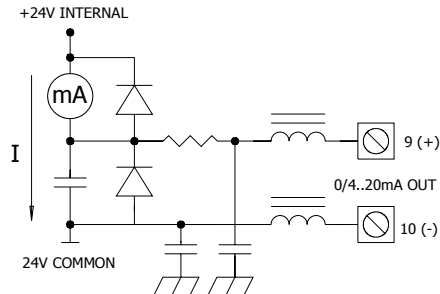 +24V INTERNAL
mA
I
9 (+)
0/4..20mA OUT
10 (-)
24V COMMON